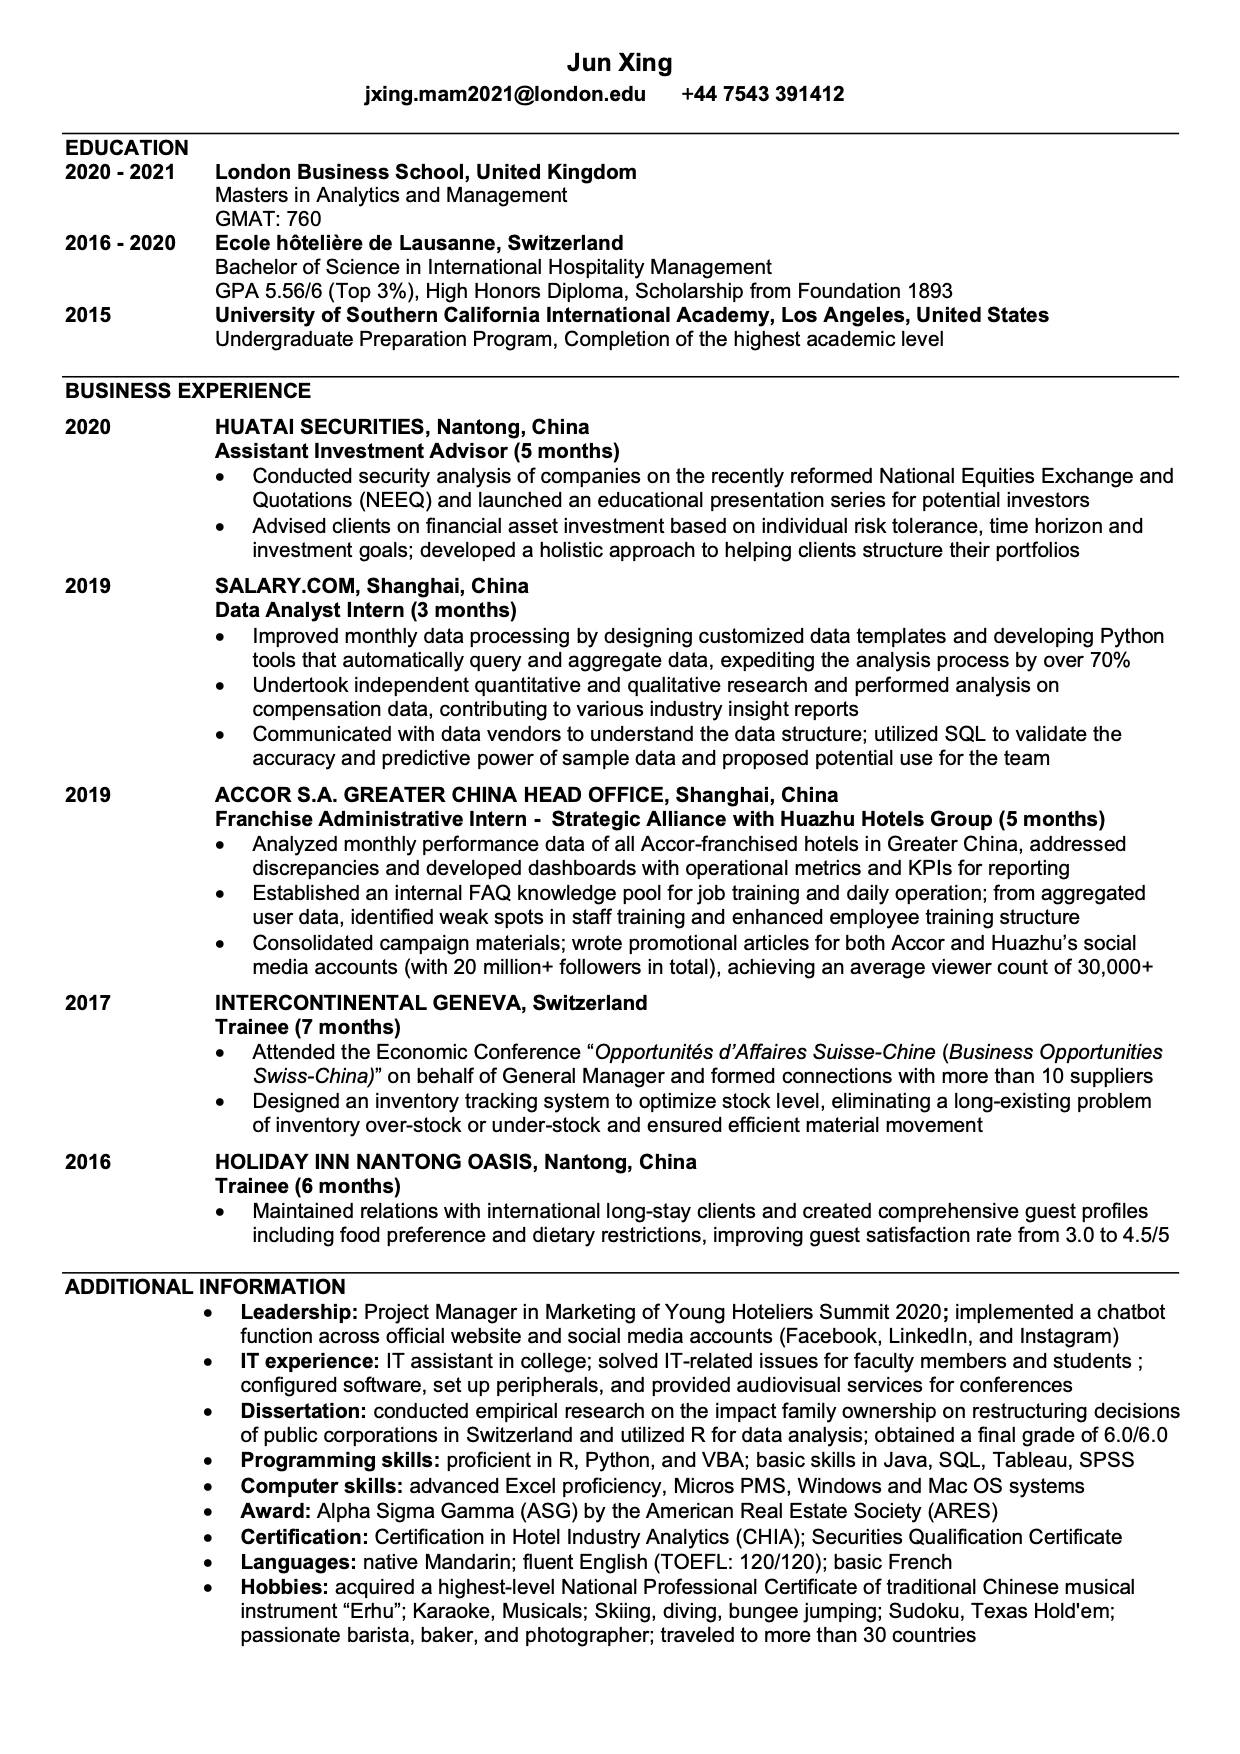 Jun Xing
jxing.mam2021@london.edu +44 7543 391412
EDUCATION
2020 - 2021 London Business School, United Kingdom
Masters in Analytics and Management
GMAT: 760
2016 - 2020 Ecole hôtelière de Lausanne, Switzerland
Bachelor of Science in International Hospitality Management
GPA 5.56/6 (Top 3%), High Honors Diploma, Scholarship from Foundation 1893
2015 University of Southern California International Academy, Los Angeles, United States
Undergraduate Preparation Program, Completion of the highest academic level
BUSINESS EXPERIENCE
2020 HUATAI SECURITIES, Nantong, China
Assistant Investment Advisor (5 months)
• Conducted security analysis of companies on the recently reformed National Equities Exchange and
Quotations (NEEQ) and launched an educational presentation series for potential investors
• Advised clients on financial asset investment based on individual risk tolerance, time horizon and
investment goals; developed a holistic approach to helping clients structure their portfolios
2019 SALARY.COM, Shanghai, China
Data Analyst Intern (3 months)
• Improved monthly data processing by designing customized data templates and developing Python
tools that automatically query and aggregate data, expediting the analysis process by over 70%
• Undertook independent quantitative and qualitative research and performed analysis on
compensation data, contributing to various industry insight reports
• Communicated with data vendors to understand the data structure; utilized SQL to validate the
accuracy and predictive power of sample data and proposed potential use for the team
2019 ACCOR S.A. GREATER CHINA HEAD OFFICE, Shanghai, China
Franchise Administrative Intern - Strategic Alliance with Huazhu Hotels Group (5 months)
• Analyzed monthly performance data of all Accor-franchised hotels in Greater China, addressed
discrepancies and developed dashboards with operational metrics and KPIs for reporting
• Established an internal FAQ knowledge pool for job training and daily operation; from aggregated
user data, identified weak spots in staff training and enhanced employee training structure
• Consolidated campaign materials; wrote promotional articles for both Accor and Huazhu’s social
media accounts (with 20 million+ followers in total), achieving an average viewer count of 30,000+
2017 INTERCONTINENTAL GENEVA, Switzerland
Trainee (7 months)
• Attended the Economic Conference “Opportunités d’Affaires Suisse-Chine (Business Opportunities
Swiss-China)” on behalf of General Manager and formed connections with more than 10 suppliers
• Designed an inventory tracking system to optimize stock level, eliminating a long-existing problem
of inventory over-stock or under-stock and ensured efficient material movement
2016 HOLIDAY INN NANTONG OASIS, Nantong, China
Trainee (6 months)
• Maintained relations with international long-stay clients and created comprehensive guest profiles
including food preference and dietary restrictions, improving guest satisfaction rate from 3.0 to 4.5/5
ADDITIONAL INFORMATION
• Leadership: Project Manager in Marketing of Young Hoteliers Summit 2020; implemented a chatbot
function across official website and social media accounts (Facebook, LinkedIn, and Instagram)
• IT experience: IT assistant in college; solved IT-related issues for faculty members and students ;
configured software, set up peripherals, and provided audiovisual services for conferences
• Dissertation: conducted empirical research on the impact family ownership on restructuring decisions
of public corporations in Switzerland and utilized R for data analysis; obtained a final grade of 6.0/6.0
• Programming skills: proficient in R, Python, and VBA; basic skills in Java, SQL, Tableau, SPSS
• Computer skills: advanced Excel proficiency, Micros PMS, Windows and Mac OS systems
• Award: Alpha Sigma Gamma (ASG) by the American Real Estate Society (ARES)
• Certification: Certification in Hotel Industry Analytics (CHIA); Securities Qualification Certificate
• Languages: native Mandarin; fluent English (TOEFL: 120/120); basic French
• Hobbies: acquired a highest-level National Professional Certificate of traditional Chinese musical
instrument “Erhu”; Karaoke, Musicals; Skiing, diving, bungee jumping; Sudoku, Texas Hold'em;
passionate barista, baker, and photographer; traveled to more than 30 countries